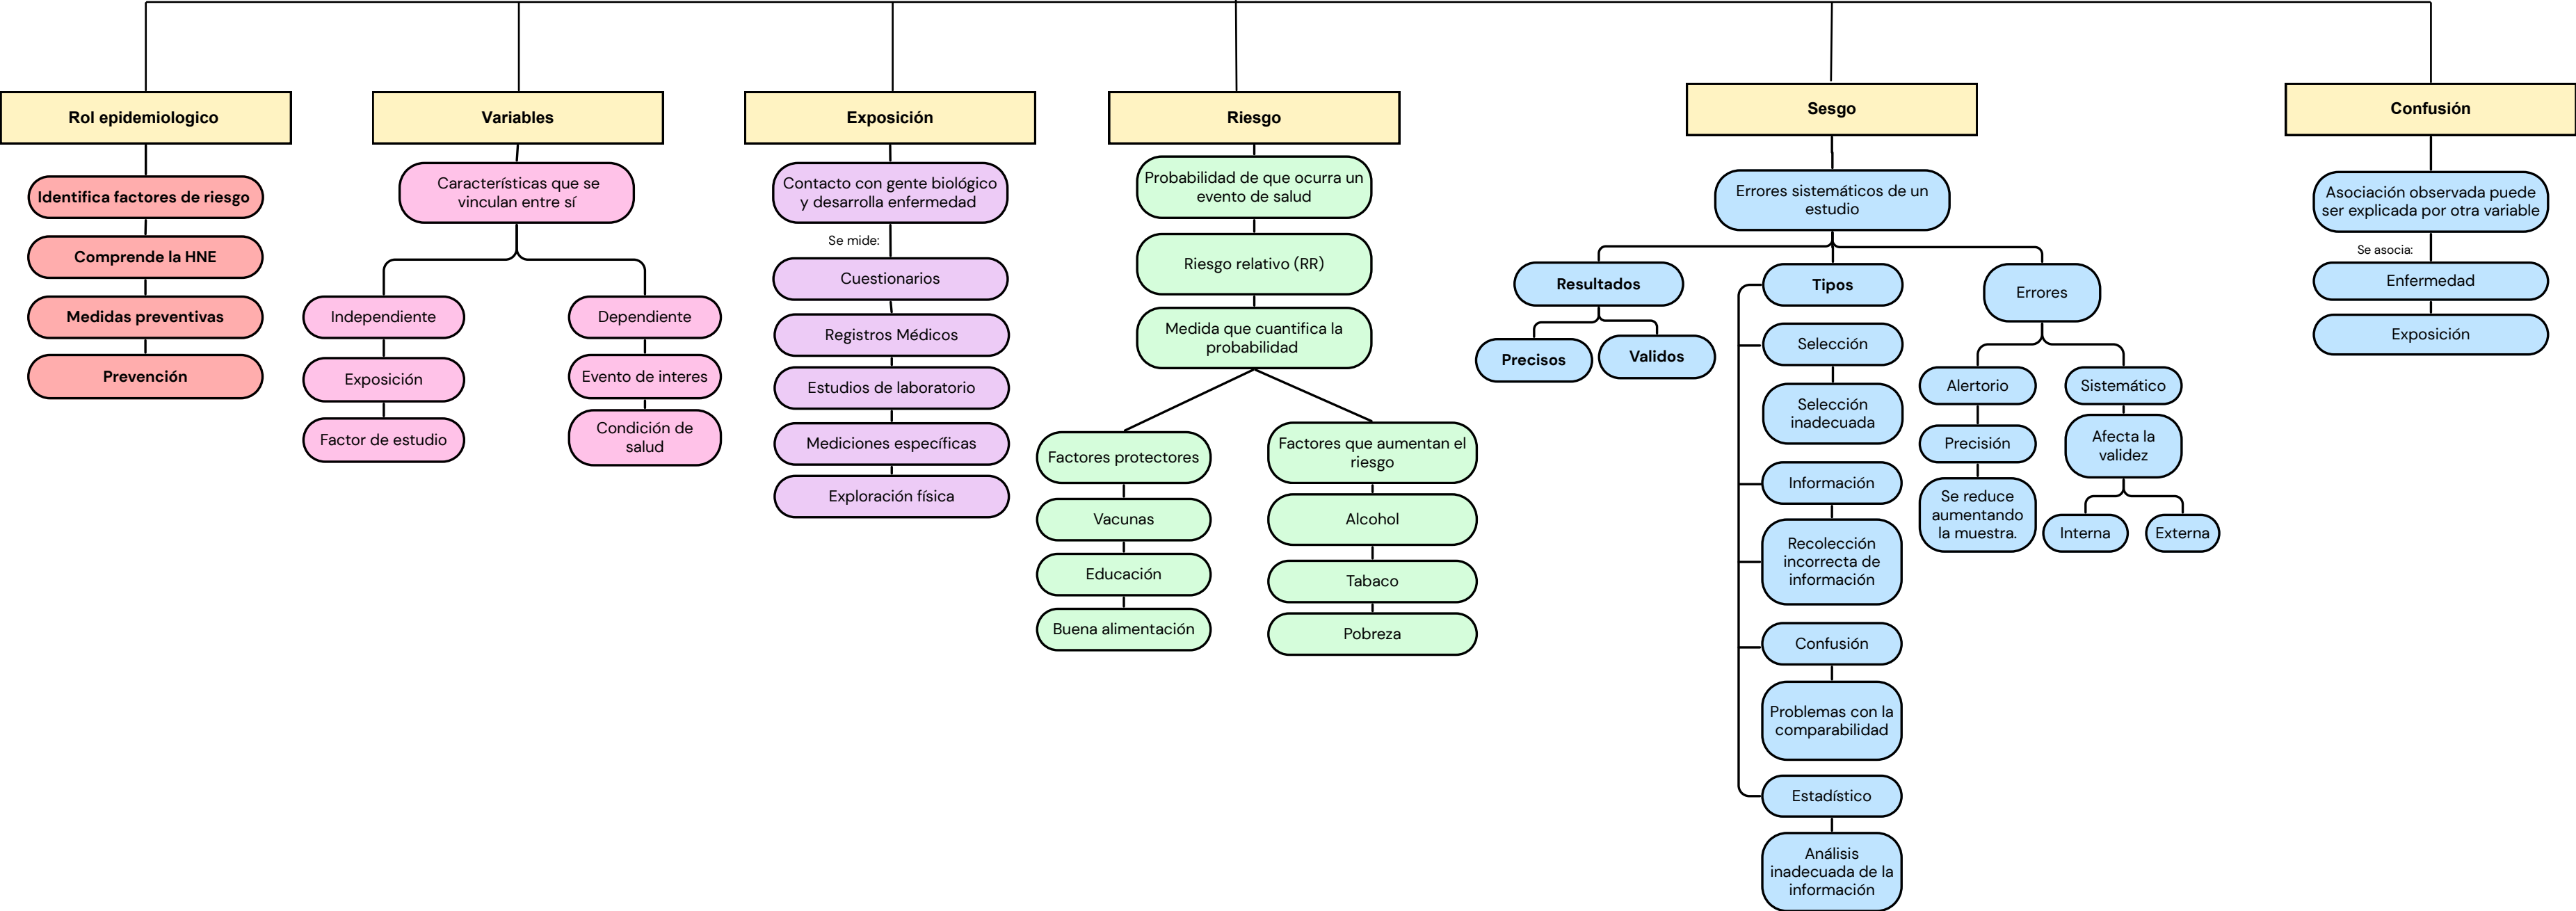 Rol epidemiologico
Identifica factores de riesgo
Comprende la HNE
Medidas preventivas
Prevención
Variables
Características que se
vinculan entre sí
Independiente
Exposición
Factor de estudio
Dependiente
Evento de interes
Condición de
salud
Exposición
Contacto con gente biológico
y desarrolla enfermedad
Se mide:
Cuestionarios
Registros Médicos
Estudios de laboratorio
Mediciones específicas
Exploración física
Riesgo
Probabilidad de que ocurra un
evento de salud
Riesgo relativo (RR)
Medida que cuantifica la
probabilidad
Factores protectores
Vacunas
Educación
Buena alimentación
Factores que aumentan el
riesgo
Alcohol
Tabaco
Pobreza
Sesgo
Errores sistemáticos de un
estudio
Resultados
Precisos
Validos
Tipos
Selección
Selección
inadecuada
Información
Recolección
incorrecta de
información
Confusión
Problemas con la
comparabilidad
Estadístico
Análisis
inadecuada de la
información
Errores
Alertorio
Precisión
Se reduce
aumentando
la muestra.
Sistemático
Afecta la
validez
Interna
Externa
Confusión
Asociación observada puede
ser explicada por otra variable
Se asocia:
Enfermedad
Exposición